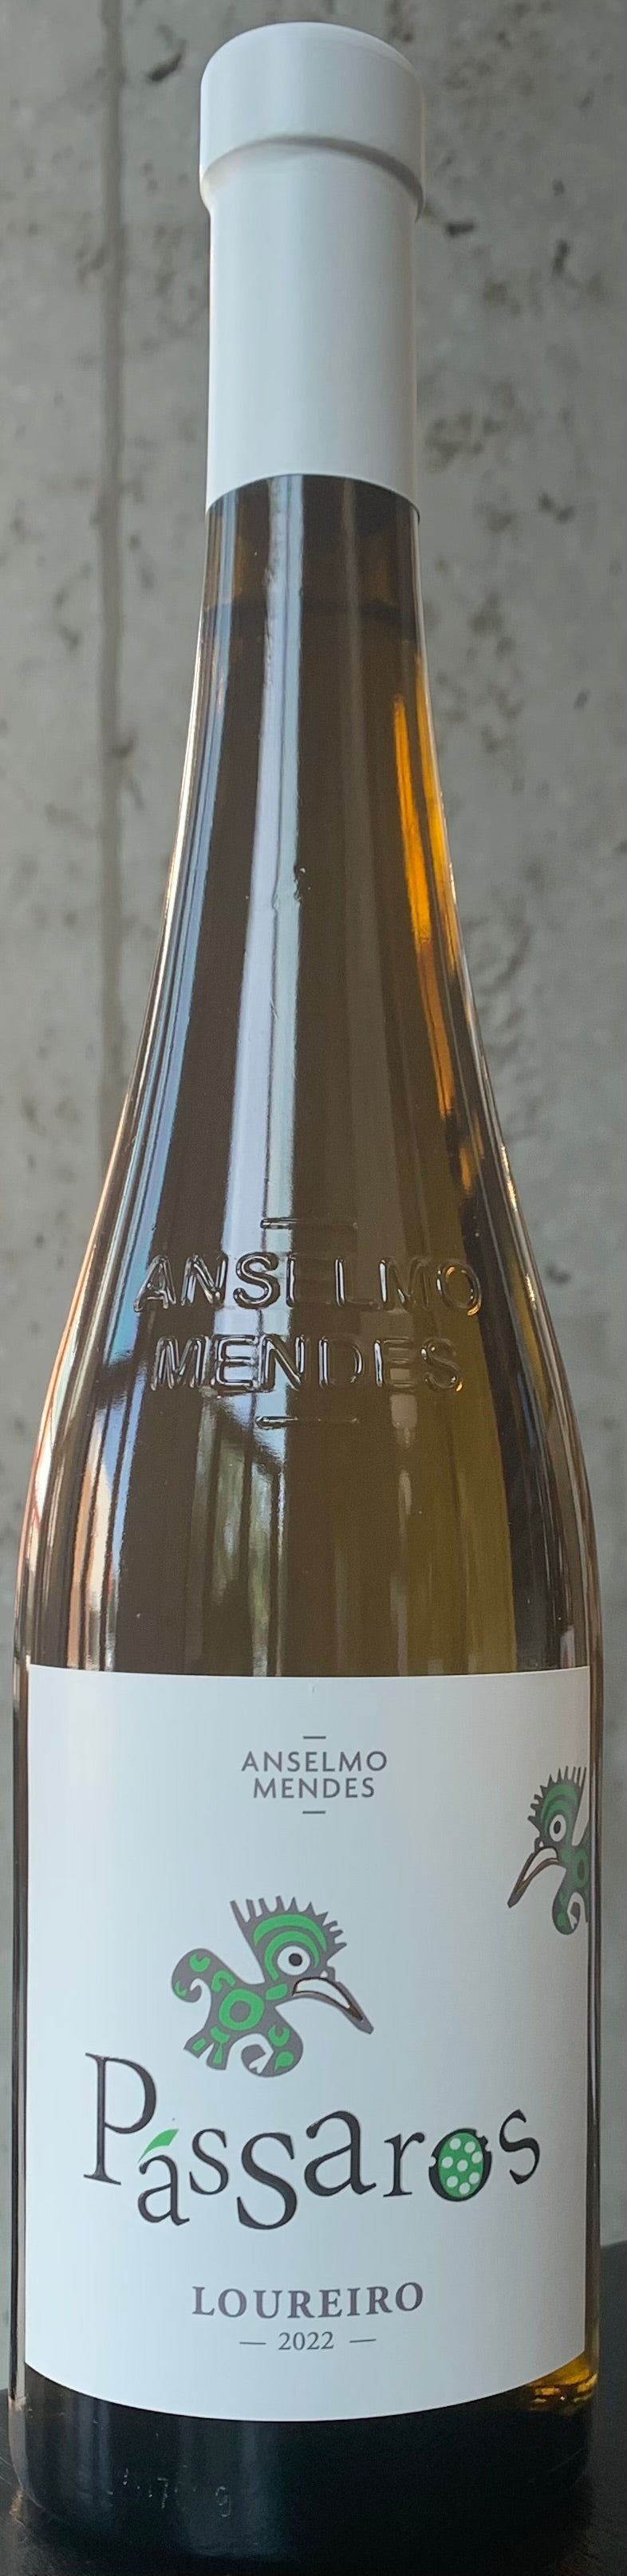 ANSELMO
MENDES
ANSELMO
MENDES
Pássaros
LOUREIRO
— 2022 —